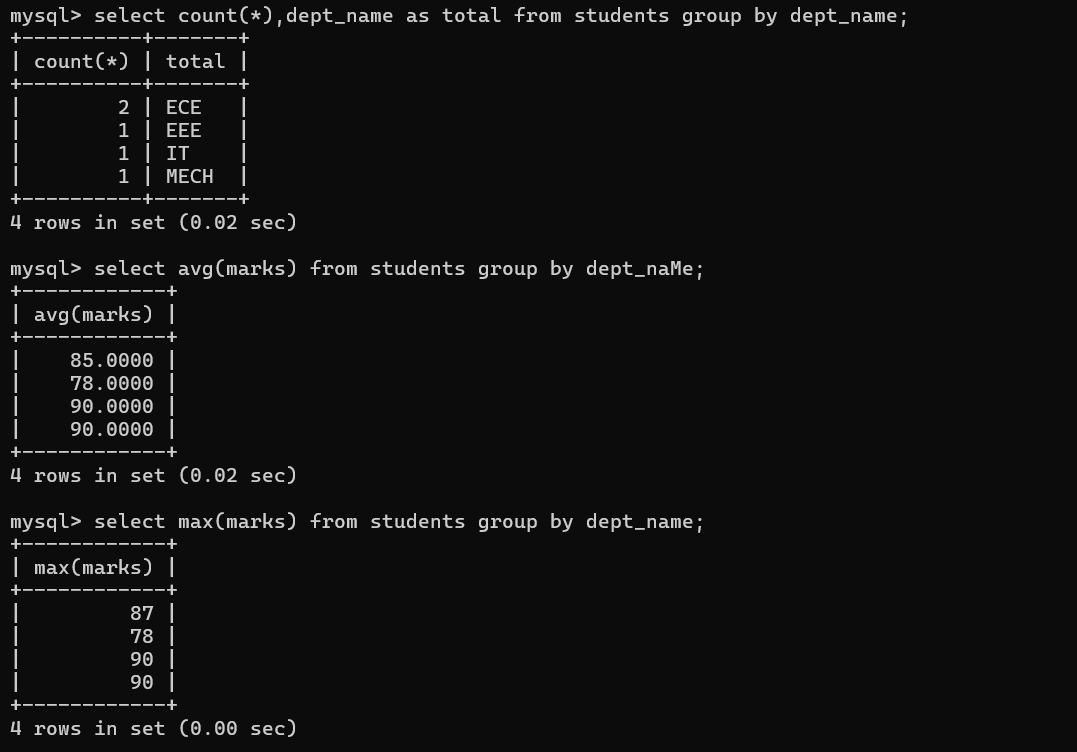 mysql> select count(*),dept_name as total from students group by dept_name;
+----------+-------+
| count(*) | total |
+----------+-------+
|        2 | ECE   |
|        1 | EEE   |
|        1 | IT    |
|        1 | MECH  |
+----------+-------+
4 rows in set (0.02 sec)

mysql> select avg(marks) from students group by dept_naMe;
+------------+
| avg(marks) |
+------------+
|    85.0000 |
|    78.0000 |
|    90.0000 |
|    90.0000 |
+------------+
4 rows in set (0.02 sec)

mysql> select max(marks) from students group by dept_name;
+------------+
| max(marks) |
+------------+
|         87 |
|         78 |
|         90 |
|         90 |
+------------+
4 rows in set (0.00 sec)